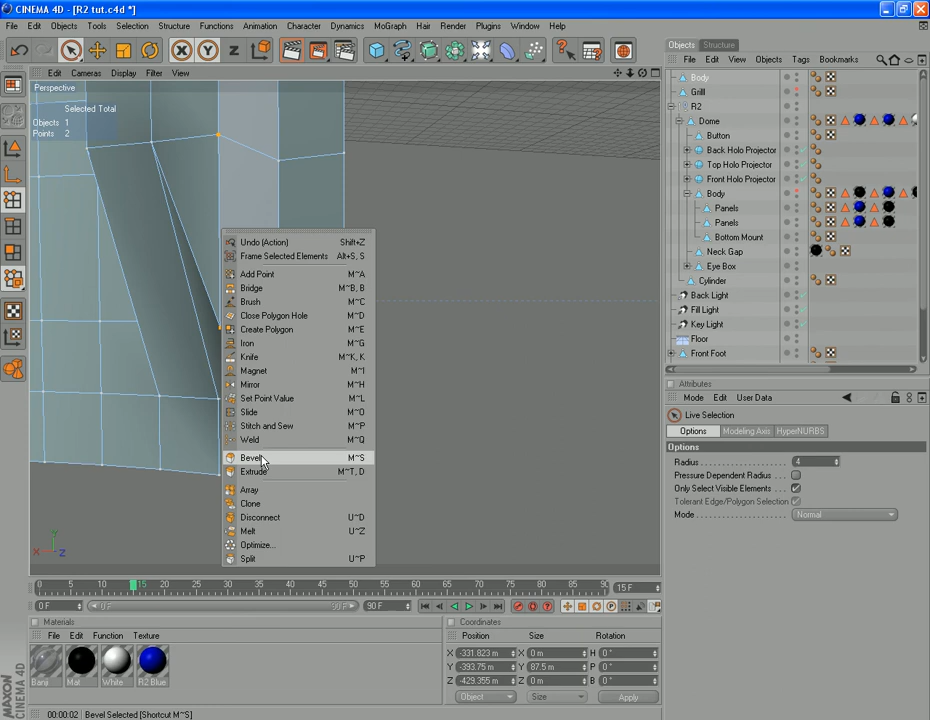 CINEMA 4D - [R2 tut.c4d *]
File Edit Objects Tools Selection Structure Functions Animation Character Dynamics MoGraph Hair Render Plugins Window Help
Edit Cameras Display Filter View
Perspective
Selected Total
Objects 1
Points 2
Undo (Action) Shift+Z
Frame Selected Elements Alt+S, S
Add Point M~A
Bridge M~B, B
Brush M~C
Close Polygon Hole M~D
Create Polygon M~E
Iron M~G
Knife M~K, K
Magnet M~I
Mirror M~H
Set Point Value M~L
Slide M~O
Stitch and Sew M~P
Weld M~Q
Bevel M~S
Extrude M~T, D
Array
Clone
Disconnect U~D
Melt U~Z
Optimize...
Split U~P
Y
X Z
Objects Structure
File Edit View Objects Tags Bookmarks
Body
Grill
R2
Dome
Button
Back Holo Projector
Top Holo Projector
Front Holo Projector
Body
Panels
Panels
Bottom Mount
Neck Gap
Eye Box
Cylinder
Back Light
Fill Light
Key Light
Floor
Front Foot
Attributes
Mode Edit User Data
Live Selection
Options Modeling Axis HyperNURBS
Options
Radius 4
Pressure Dependent Radius
Only Select Visible Elements
Tolerant Edge/Polygon Selection
Mode Normal
0 5 10 15 20 25 30 35 40 45 50 55 60 65 70 75 80 85 90
15 F
0 F 0 F 90 F 90 F
Materials
File Edit Function Texture
Banji Mat White R2 Blue
Coordinates
Position Size Rotation
X -331.823 m X 0 m H 0 °
Y -393.75 m Y 87.5 m P 0 °
Z -429.355 m Z 0 m B 0 °
Object Size Apply
MAXON
CINEMA 4D
00:00:02 Bevel Selected [Shortcut M~S]